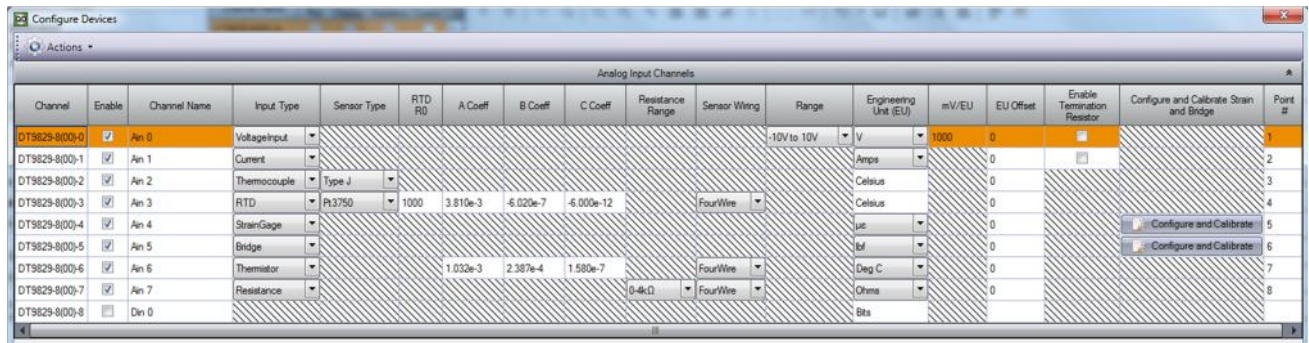 Configure Devices
Actions
Analog Input Channels
Channel Enable Channel Name Input Type Sensor Type RTD R0 A Coeff B Coeff C Coeff Resistance Range Sensor Wiring Range Engineering Unit (EU) mV/EU EU Offset Enable Termination Resistor Configure and Calibrate Strain and Bridge Point #
DT9829-8(00)-0 Ain 0 VoltageInput -10V to 10V V 1000 0 1
DT9829-8(00)-1 Ain 1 Current Amps 0 2
DT9829-8(00)-2 Ain 2 Thermocouple Type J Celsius 0 3
DT9829-8(00)-3 Ain 3 RTD Pt3750 1000 3.810e-3 -6.020e-7 -6.000e-12 FourWire Celsius 0 4
DT9829-8(00)-4 Ain 4 StrainGage µε 0 Configure and Calibrate 5
DT9829-8(00)-5 Ain 5 Bridge lbf 0 Configure and Calibrate 6
DT9829-8(00)-6 Ain 6 Thermistor 1.032e-3 2.387e-4 1.580e-7 FourWire Deg C 0 7
DT9829-8(00)-7 Ain 7 Resistance 0-4kΩ FourWire Ohms 0 8
DT9829-8(00)-8 Din 0 Bits